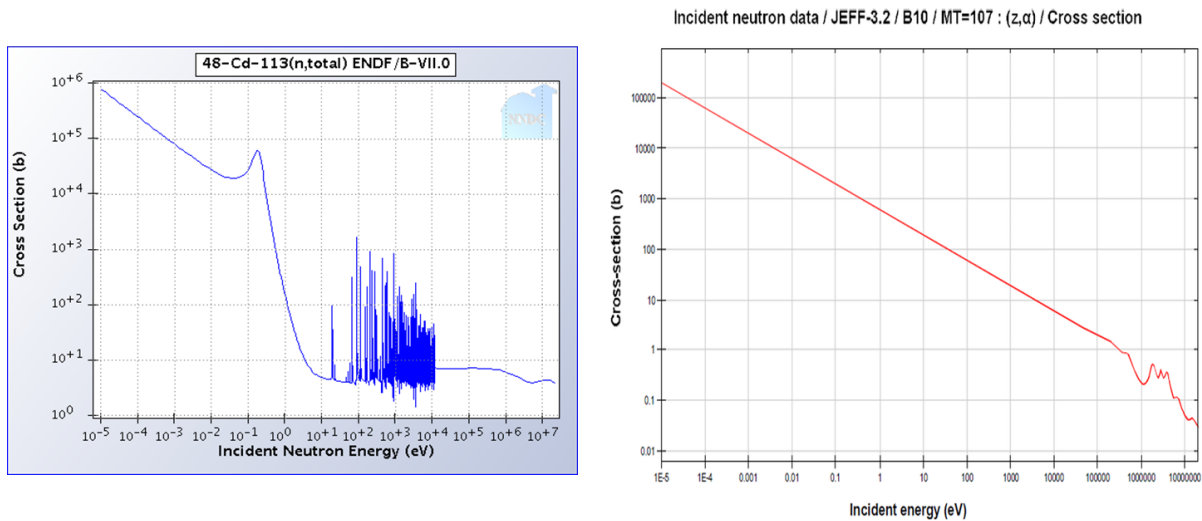 48-Cd-113(n,total) ENDF/B-VII.0
NNDC
Cross Section (b)
10+6
10+5
10+4
10+3
10+2
10+1
10^0
10^-5 10^-4 10^-3 10^-2 10^-1 10^0 10+1 10+2 10+3 10+4 10+5 10+6 10+7
Incident Neutron Energy (eV)
Incident neutron data / JEFF-3.2 / B10 / MT=107 : (z,α) / Cross section
Cross-section (b)
100000
10000
1000
100
10
1
0.1
0.01
1E-5 1E-4 0.001 0.01 0.1 1 10 100 1000 10000 100000 1000000 10000000
Incident energy (eV)